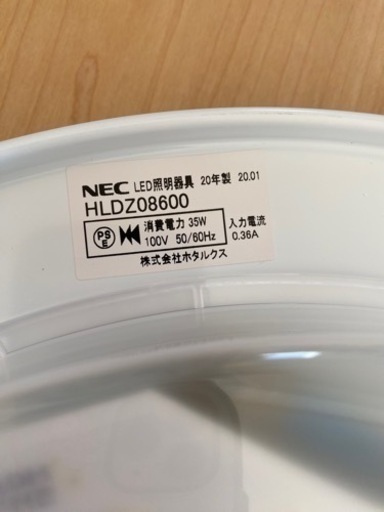 NEC LED照明器具 20年製 20.01
HLDZ08600
PS E 消費電力 35W 入力電流
100V 50/60Hz 0.36A
株式会社ホタルクス